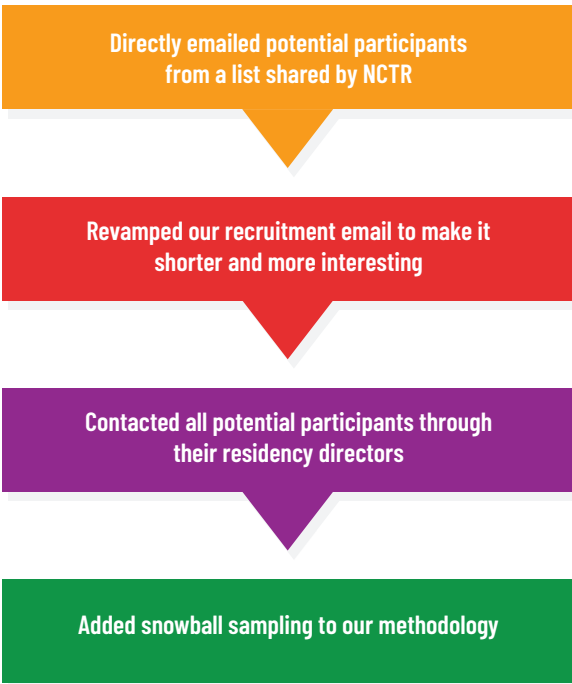 Directly emailed potential participants
from a list shared by NCTR
Revamped our recruitment email to make it
shorter and more interesting
Contacted all potential participants through
their residency directors
Added snowball sampling to our methodology